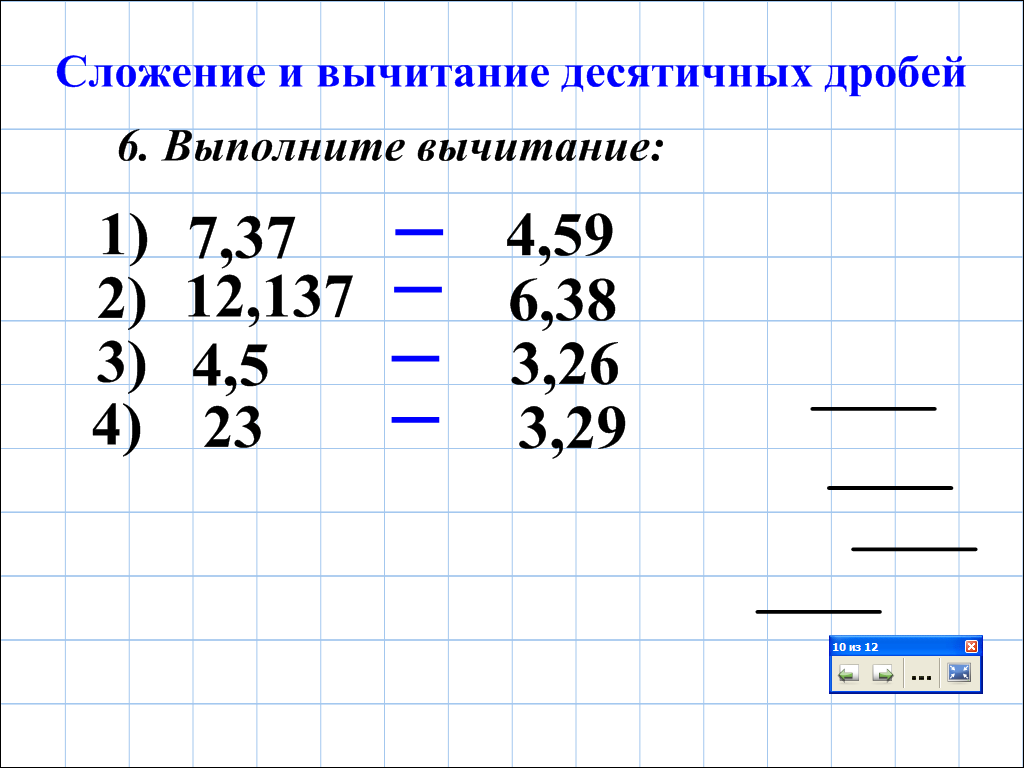 Сложение и вычитание десятичных дробей
6. Выполните вычитание:
1) 7,37 — 4,59
2) 12,137 — 6,38
3) 4,5 — 3,26
4) 23 — 3,29
10 из 12
...